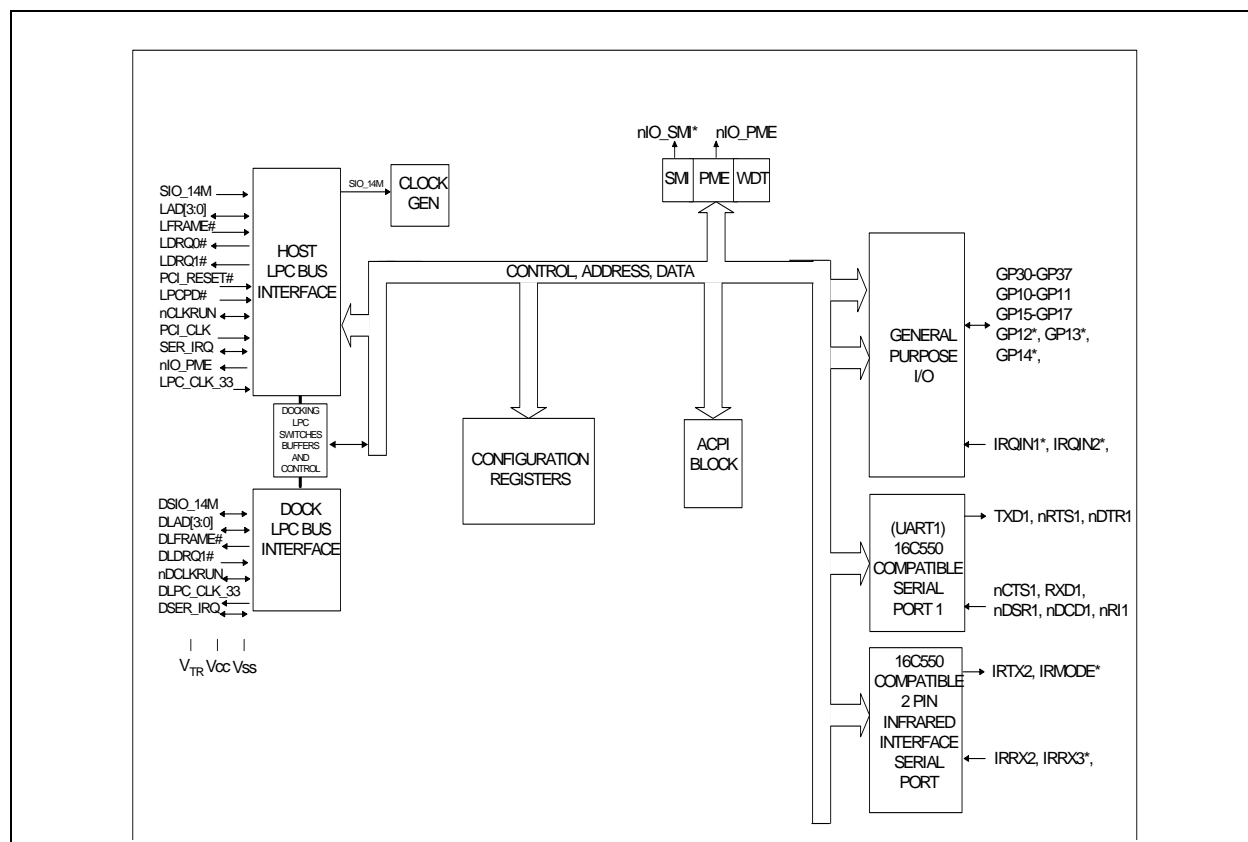 nIO_SMI* nIO_PME
SMI PME WDT
SIO_14M
LAD[3:0]
LFRAME#
LDRQ0#
LDRQ1#
PCI_RESET#
LPCPD#
nCLKRUN
PCI_CLK
SER_IRQ
nIO_PME
LPC_CLK_33
HOST
LPC BUS
INTERFACE
SIO_14M
CLOCK
GEN
CONTROL, ADDRESS, DATA
DOCKING
LPC
SWITCHES
BUFFERS
AND
CONTROL
CONFIGURATION
REGISTERS
ACPI
BLOCK
DSIO_14M
DLAD[3:0]
DLFRAME#
DLDRQ1#
nDCLKRUN
DLPC_CLK_33
DSER_IRQ
DOCK
LPC BUS
INTERFACE
VTR Vcc Vss
GENERAL
PURPOSE
I/O
GP30-GP37
GP10-GP11
GP15-GP17
GP12*, GP13*,
GP14*,
IRQIN1*, IRQIN2*,
(UART1)
16C550
COMPATIBLE
SERIAL
PORT 1
TXD1, nRTS1, nDTR1
nCTS1, RXD1,
nDSR1, nDCD1, nRI1
16C550
COMPATIBLE
2 PIN
INFRARED
INTERFACE
SERIAL
PORT
IRTX2, IRMODE*
IRRX2, IRRX3*,